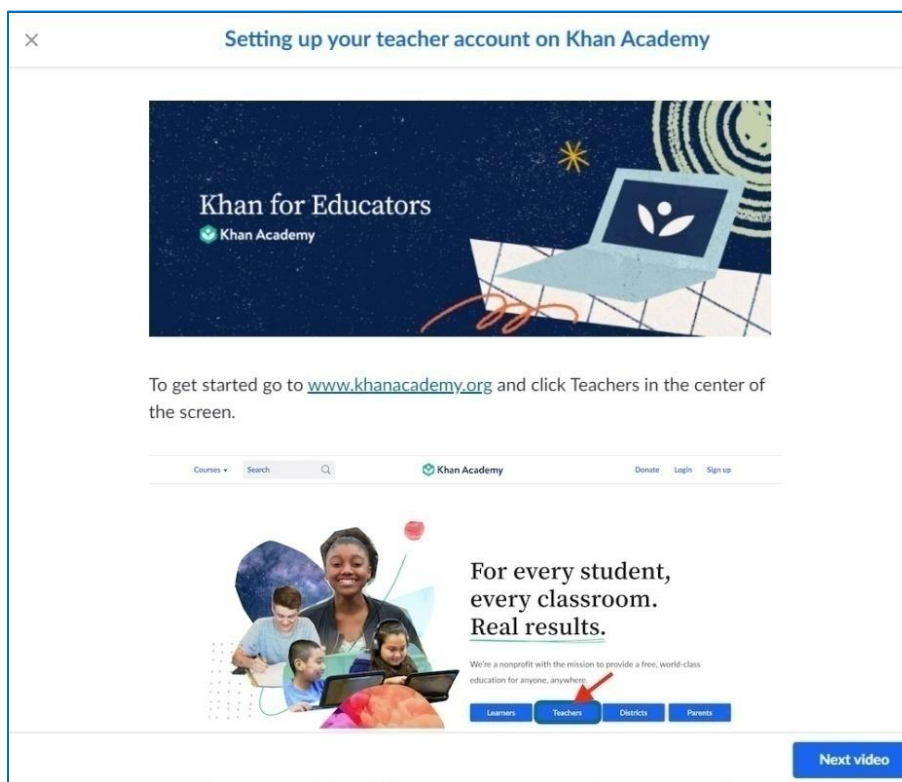 Setting up your teacher account on Khan Academy
Khan for Educators
Khan Academy
To get started go to www.khanacademy.org and click Teachers in the center of
the screen.
Courses
Search
Khan Academy
Donate
Login
Sign up
For every student,
every classroom.
Real results.
We're a nonprofit with the mission to provide a free, world-class
education for anyone, anywhere.
Learners
Teachers
Districts
Parents
Next video